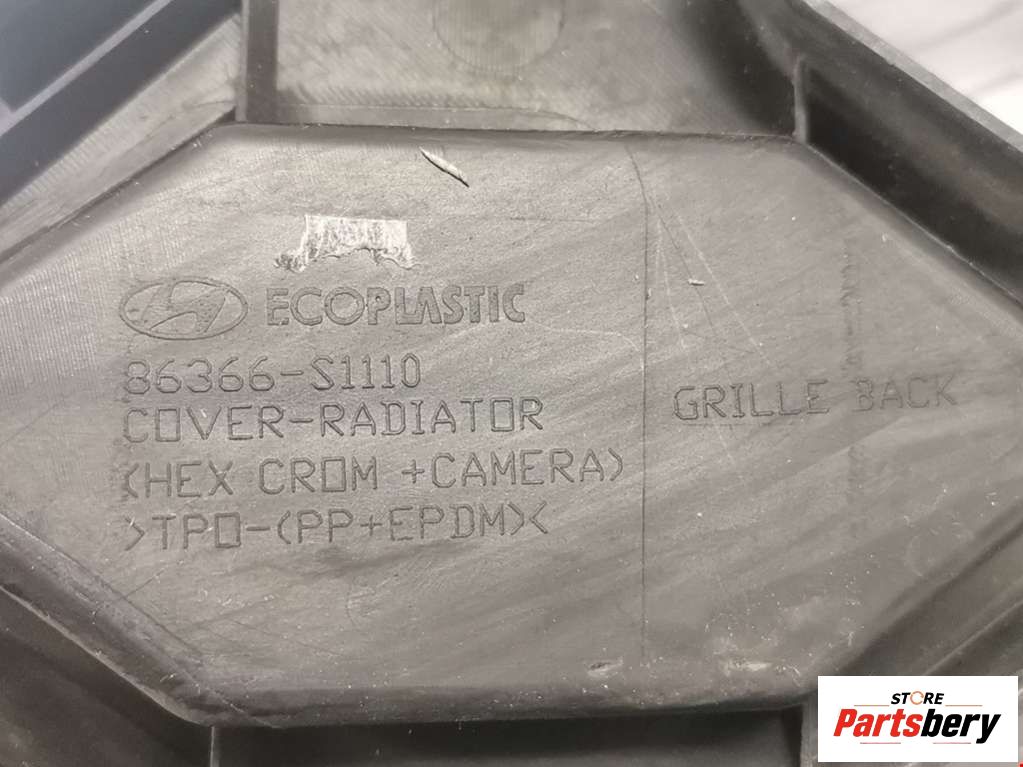 ECOPLASTIC
86366-S1110
COVER-RADIATOR
(HEX CROM +CAMERA)
>TPO-(PP+EPDM)<
GRILLE BACK
STORE
Partsbery